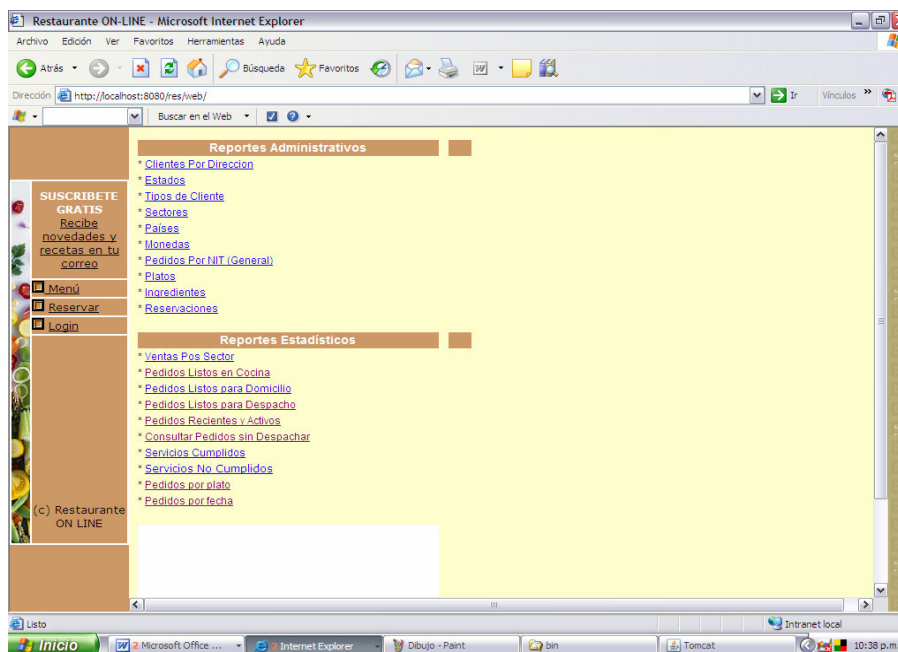 Restaurante ON-LINE - Microsoft Internet Explorer
Archivo Edición Ver Favoritos Herramientas Ayuda
Atrás Búsqueda Favoritos
Dirección http://localhost:8080/res/web/ Ir Vínculos »
Buscar en el Web
SUSCRIBETE
GRATIS
Recibe
novedades y
recetas en tu
correo
Menú
Reservar
Login
(c) Restaurante
ON LINE
Reportes Administrativos
* Clientes Por Direccion
* Estados
* Tipos de Cliente
* Sectores
* Países
* Monedas
* Pedidos Por NIT (General)
* Platos
* Ingredientes
* Reservaciones
Reportes Estadísticos
* Ventas Pos Sector
* Pedidos Listos en Cocina
* Pedidos Listos para Domicilio
* Pedidos Listos para Despacho
* Pedidos Recientes y Activos
* Consultar Pedidos sin Despachar
* Servicios Cumplidos
* Servicios No Cumplidos
* Pedidos por plato
* Pedidos por fecha
Listo Intranet local
Inicio 2 Microsoft Office ... 2 Internet Explorer Dibujo - Paint bin Tomcat 10:38 p.m.